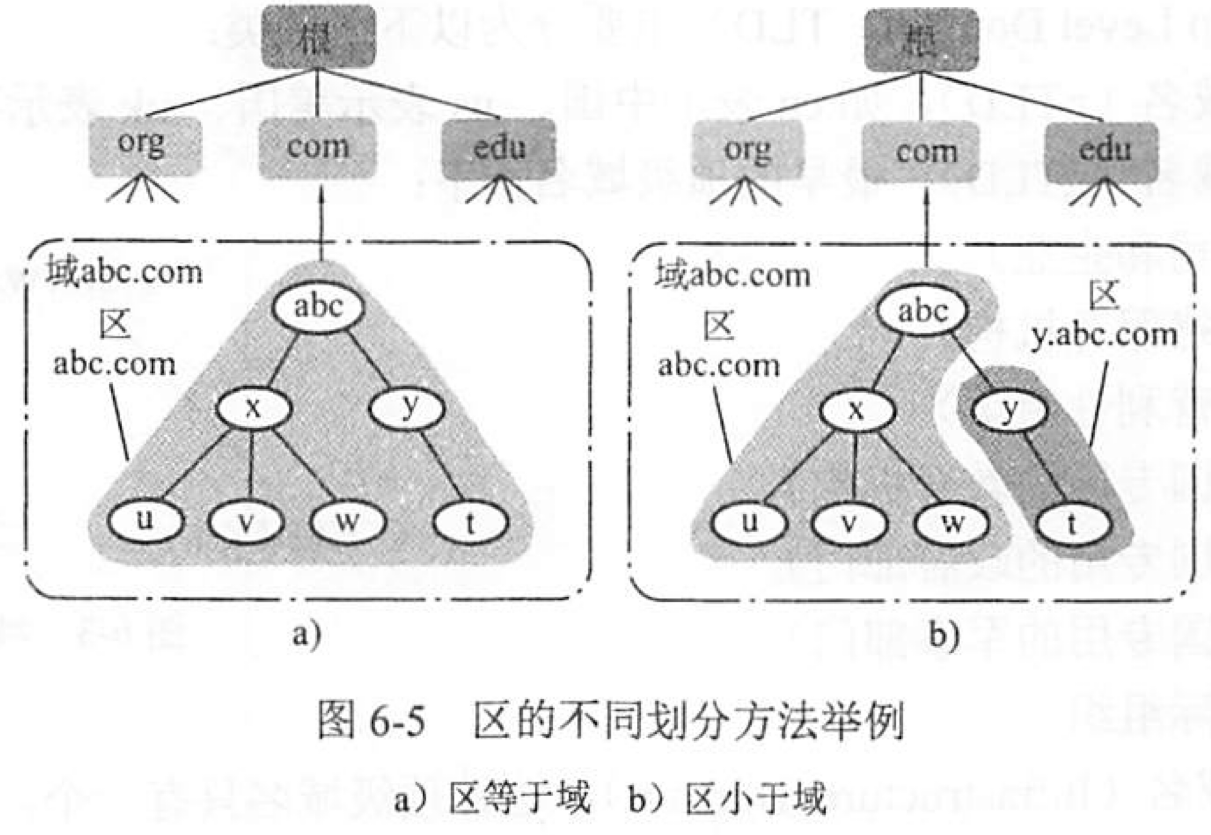 根
org
com
edu
域abc.com
区
abc.com
abc
x
y
u
v
w
t
a)
根
org
com
edu
域abc.com
区
abc.com
区
y.abc.com
abc
x
y
u
v
w
t
b)
图 6-5 区的不同划分方法举例
a）区等于域 b）区小于域